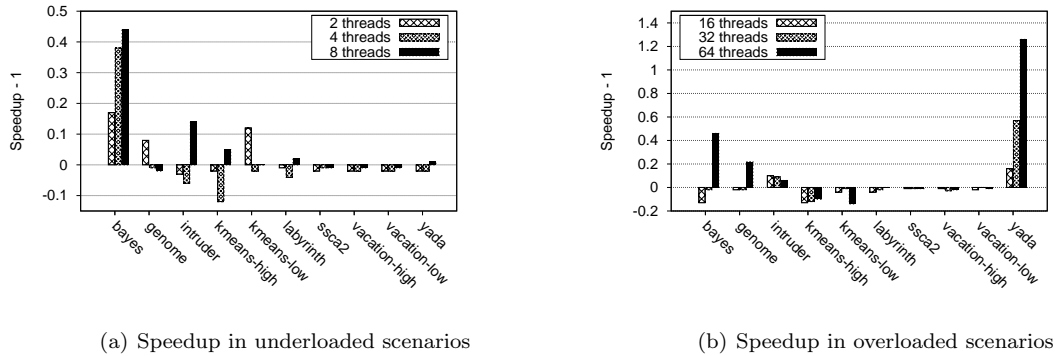 0.5
0.4
0.3
0.2
0.1
0
-0.1
Speedup - 1
2 threads
4 threads
8 threads
bayes
genome
intruder
kmeans-high
kmeans-low
labyrinth
ssca2
vacation-high
vacation-low
yada
(a) Speedup in underloaded scenarios
1.4
1.2
1
0.8
0.6
0.4
0.2
0
-0.2
Speedup - 1
16 threads
32 threads
64 threads
bayes
genome
intruder
kmeans-high
kmeans-low
labyrinth
ssca2
vacation-high
vacation-low
yada
(b) Speedup in overloaded scenarios